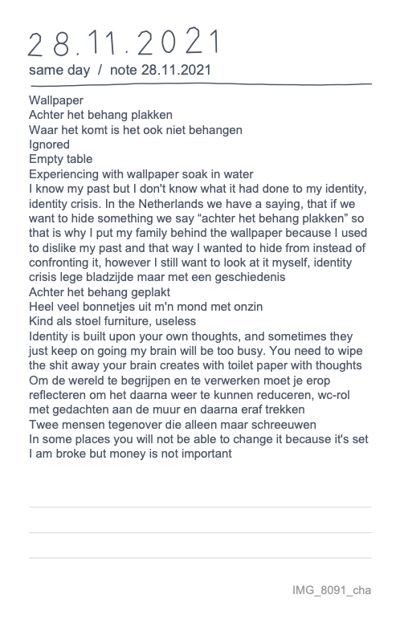 28.11.2021
same day / note 28.11.2021
Wallpaper
Achter het behang plakken
Waar het komt is het ook niet behangen
Ignored
Empty table
Experiencing with wallpaper soak in water
I know my past but I don't know what it had done to my identity,
identity crisis. In the Netherlands we have a saying, that if we
want to hide something we say “achter het behang plakken” so
that is why I put my family behind the wallpaper because I used
to dislike my past and that way I wanted to hide from instead of
confronting it, however I still want to look at it myself, identity
crisis lege bladzijde maar met een geschiedenis
Achter het behang geplakt
Heel veel bonnetjes uit m'n mond met onzin
Kind als stoel furniture, useless
Identity is built upon your own thoughts, and sometimes they
just keep on going my brain will be too busy. You need to wipe
the shit away your brain creates with toilet paper with thoughts
Om de wereld te begrijpen en te verwerken moet je erop
reflecteren om het daarna weer te kunnen reduceren, wc-rol
met gedachten aan de muur en daarna eraf trekken
Twee mensen tegenover die alleen maar schreeuwen
In some places you will not be able to change it because it's set
I am broke but money is not important
IMG_8091_cha